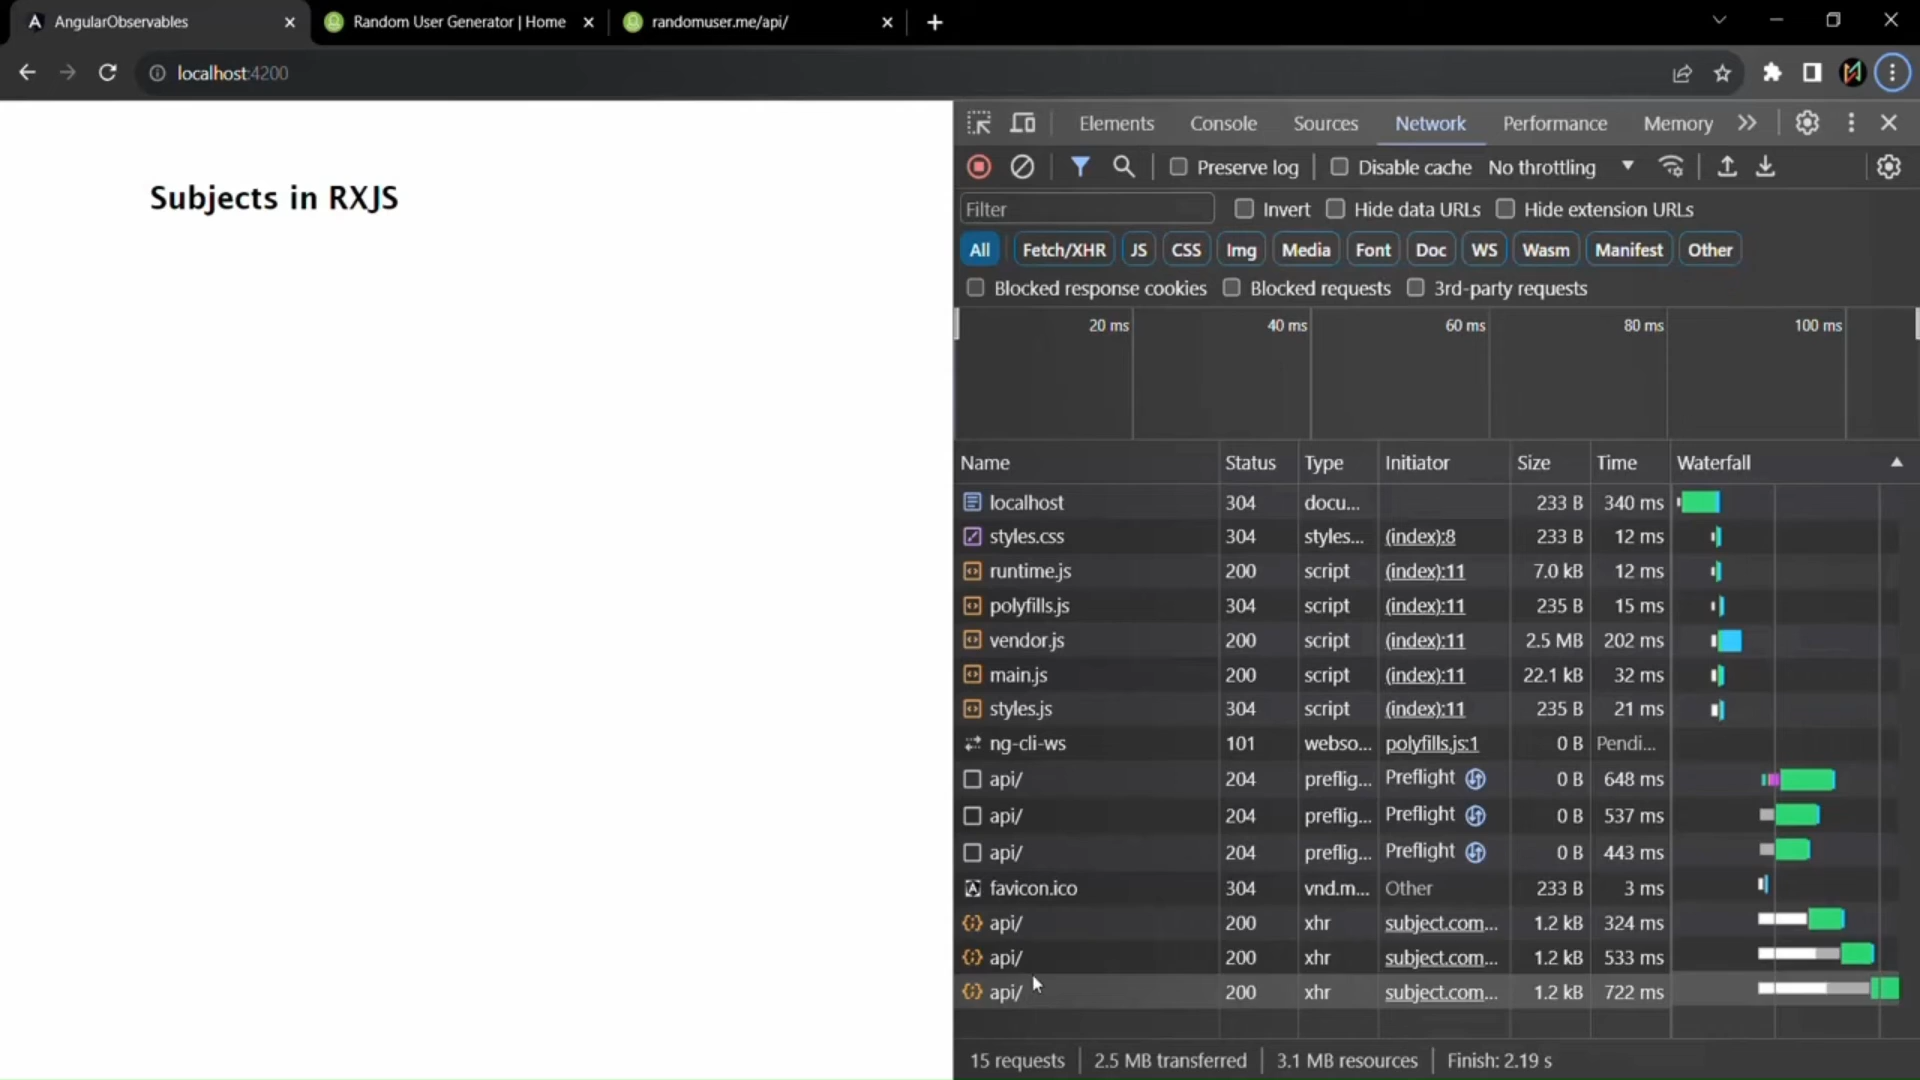 AngularObservables
Random User Generator | Home
randomuser.me/api/
localhost:4200
Subjects in RXJS
Elements Console Sources Network Performance Memory
Preserve log Disable cache No throttling
Filter Invert Hide data URLs Hide extension URLs
All Fetch/XHR JS CSS Img Media Font Doc WS Wasm Manifest Other
Blocked response cookies Blocked requests 3rd-party requests
20 ms 40 ms 60 ms 80 ms 100 ms
Name Status Type Initiator Size Time Waterfall
localhost 304 docu... 233 B 340 ms
styles.css 304 styles... (index):8 233 B 12 ms
runtime.js 200 script (index):11 7.0 kB 12 ms
polyfills.js 304 script (index):11 235 B 15 ms
vendor.js 200 script (index):11 2.5 MB 202 ms
main.js 200 script (index):11 22.1 kB 32 ms
styles.js 304 script (index):11 235 B 21 ms
ng-cli-ws 101 webso... polyfills.js:1 0 B Pendi...
api/ 204 preflig... Preflight 0 B 648 ms
api/ 204 preflig... Preflight 0 B 537 ms
api/ 204 preflig... Preflight 0 B 443 ms
favicon.ico 304 vnd.m... Other 233 B 3 ms
api/ 200 xhr subject.com... 1.2 kB 324 ms
api/ 200 xhr subject.com... 1.2 kB 533 ms
api/ 200 xhr subject.com... 1.2 kB 722 ms
15 requests 2.5 MB transferred 3.1 MB resources Finish: 2.19 s